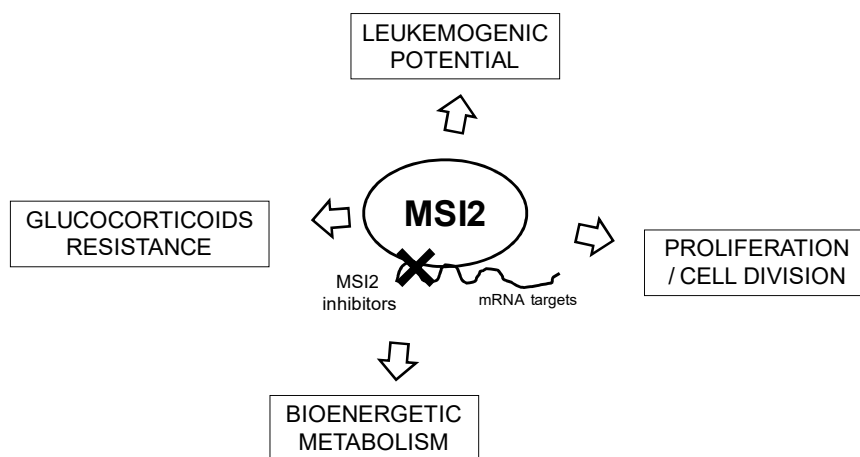 LEUKEMOGENIC
POTENTIAL
MSI2
GLUCOCORTICOIDS
RESISTANCE
PROLIFERATION
/ CELL DIVISION
MSI2
inhibitors
mRNA targets
BIOENERGETIC
METABOLISM